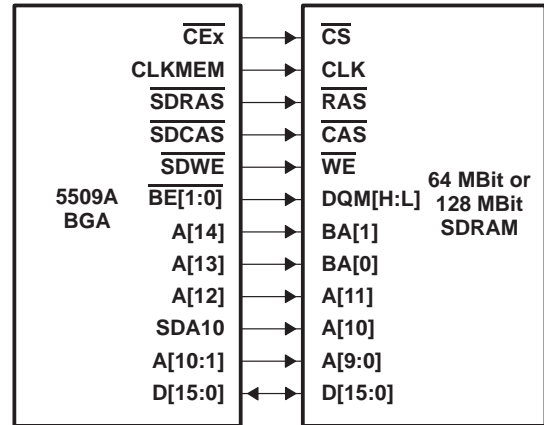 CEx CS
CLKMEM CLK
SDRAS RAS
SDCAS CAS
SDWE WE
5509A
BGA
BE[1:0] DQM[H:L]
64 MBit or
128 MBit
SDRAM
A[14] BA[1]
A[13] BA[0]
A[12] A[11]
SDA10 A[10]
A[10:1] A[9:0]
D[15:0] D[15:0]